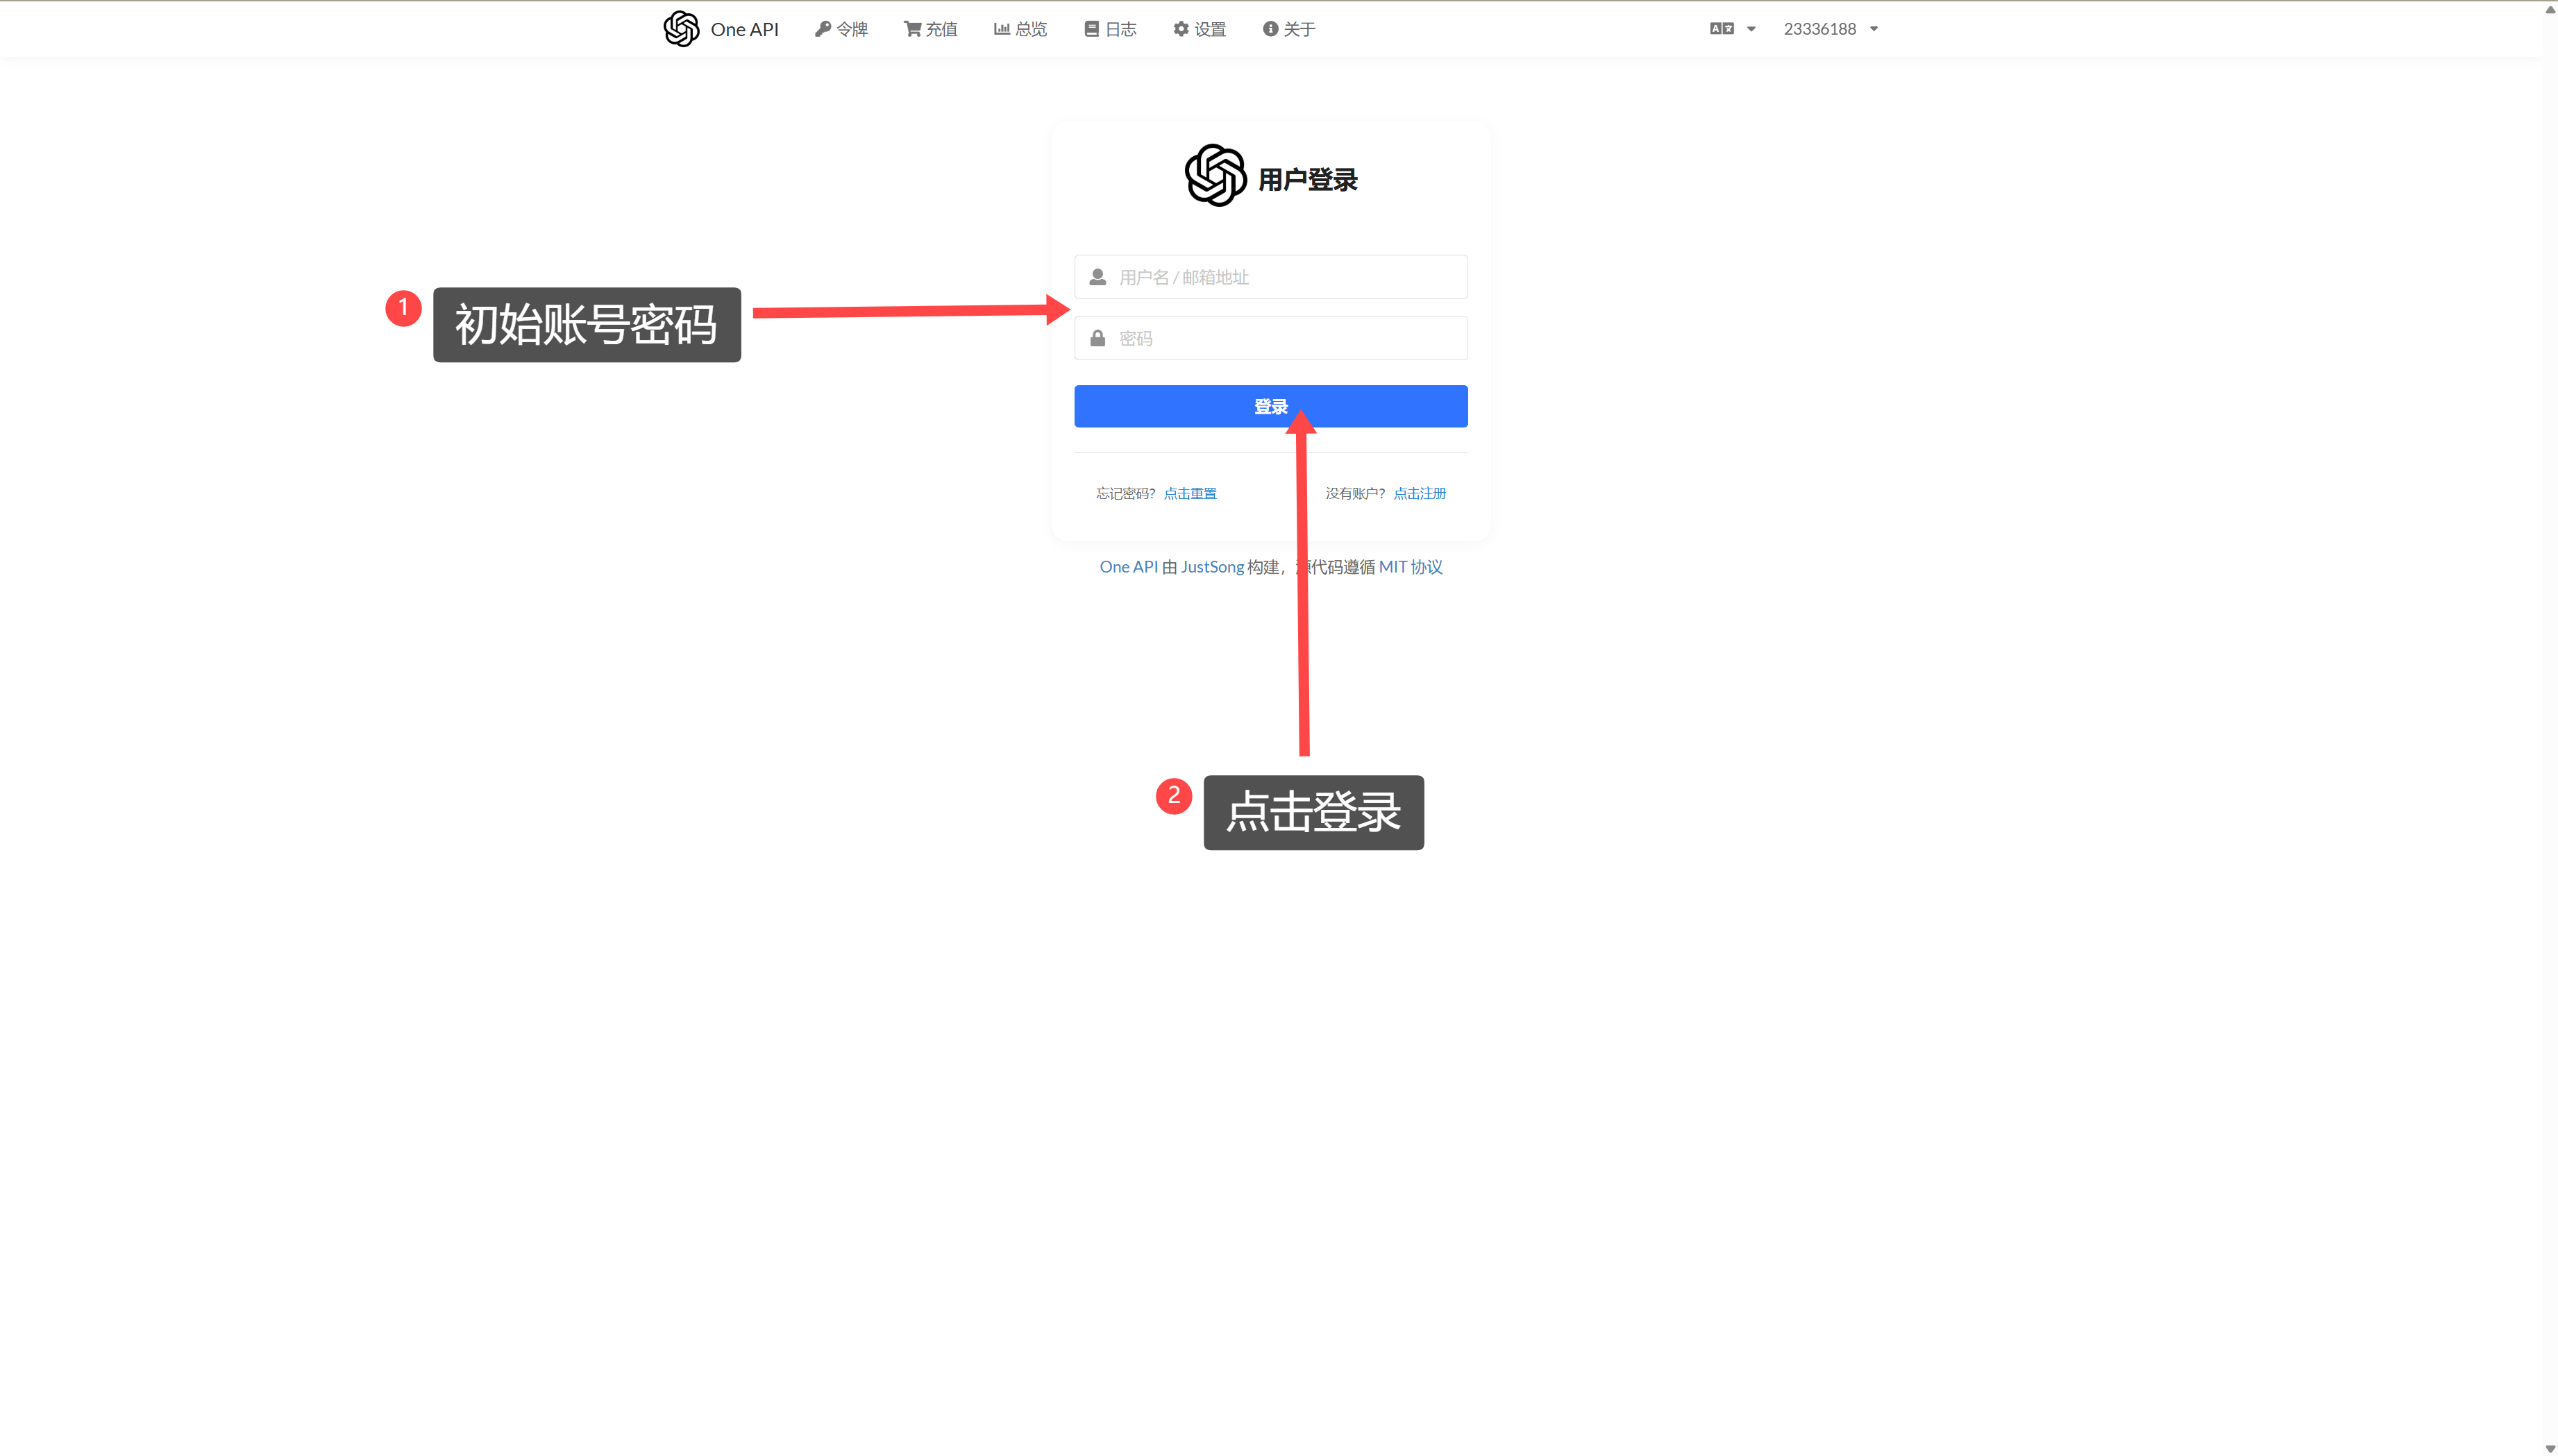 One API 令牌 充值 总览 日志 设置 关于 23336188
用户登录
用户名 / 邮箱地址
1 初始账号密码
密码
登录
忘记密码? 点击重置 没有账户? 点击注册
One API 由 JustSong 构建，源代码遵循 MIT 协议
2 点击登录